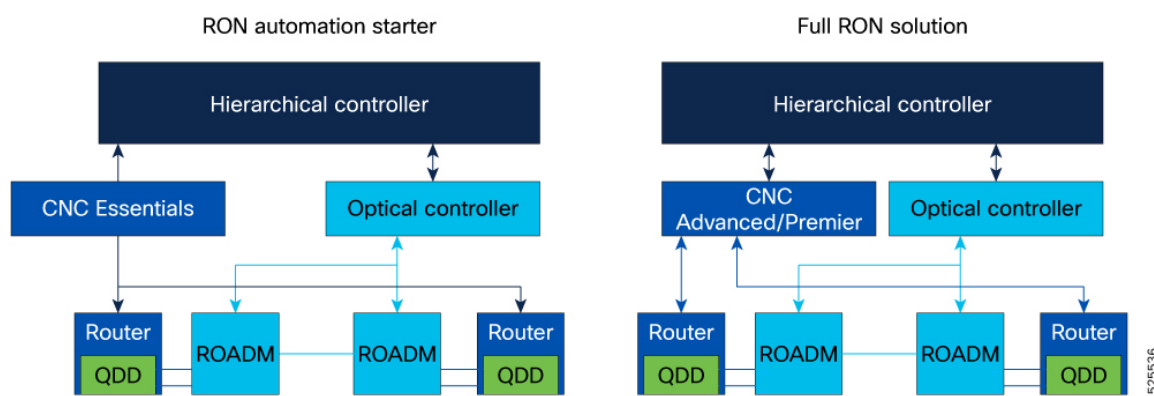 RON automation starter
Full RON solution
Hierarchical controller
Hierarchical controller
CNC Essentials
Optical controller
CNC
Advanced/Premier
Optical controller
Router
QDD
ROADM
ROADM
Router
QDD
Router
QDD
ROADM
ROADM
Router
QDD
525536